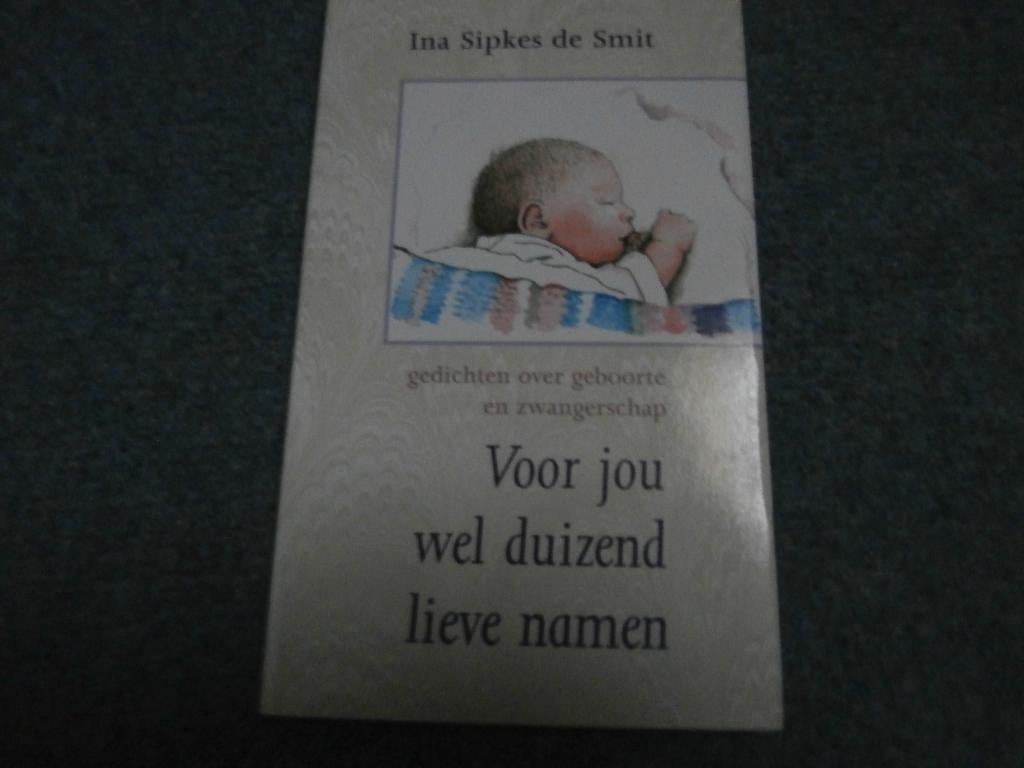 Ina Sipkes de Smit
gedichten over geboorte
en zwangerschap
Voor jou
wel duizend
lieve namen